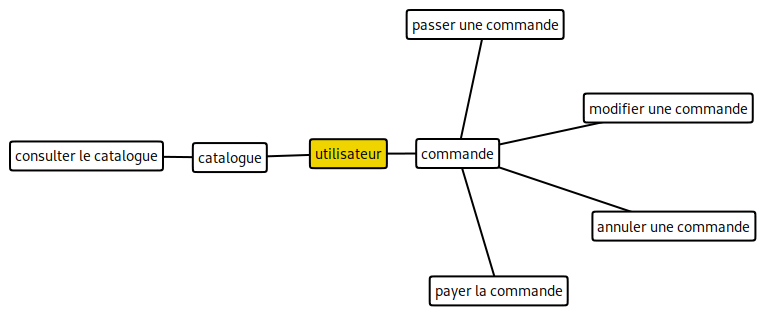 passer une commande
modifier une commande
consulter le catalogue
catalogue
utilisateur
commande
annuler une commande
payer la commande